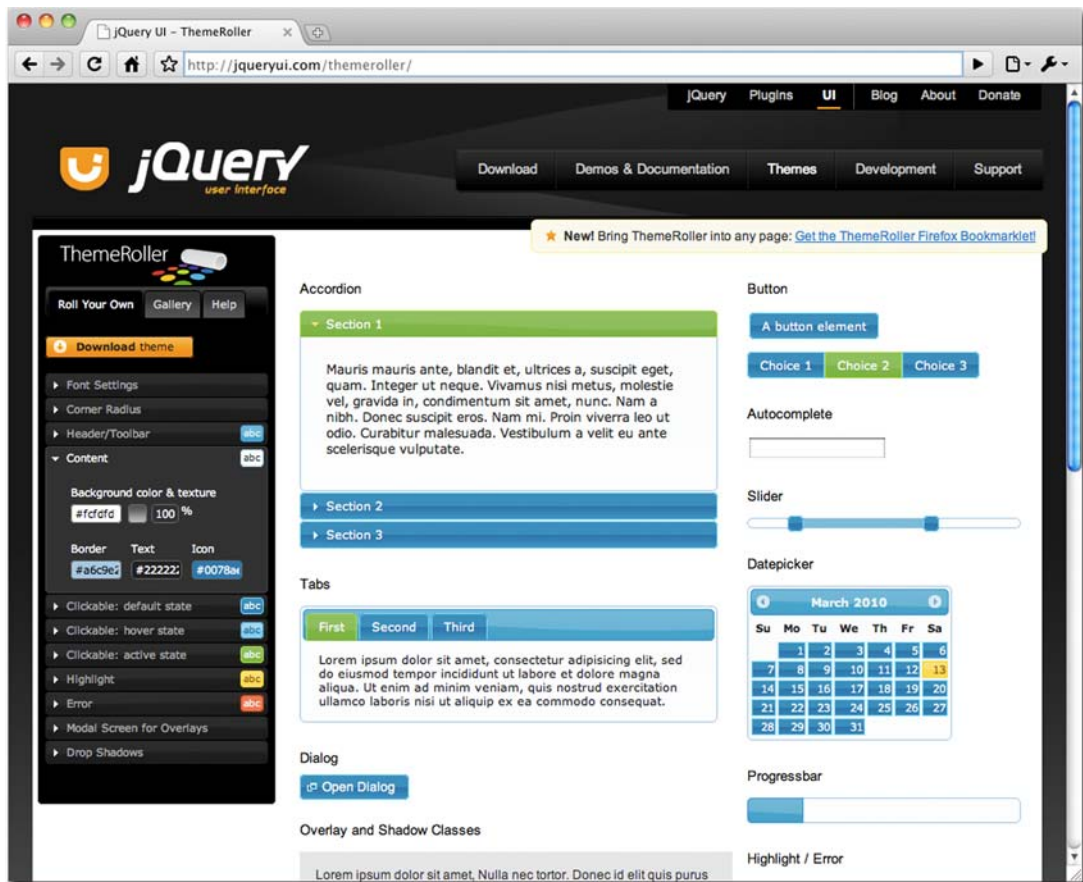 jQuery UI – ThemeRoller
http://jqueryui.com/themeroller/
jQuery Plugins UI Blog About Donate
jQuery
user interface
Download Demos & Documentation Themes Development Support
New! Bring ThemeRoller into any page: Get the ThemeRoller Firefox Bookmarklet!
ThemeRoller
Roll Your Own Gallery Help
Download theme
Font Settings
Corner Radius
Header/Toolbar abc
Content abc
Background color & texture
#fcfdfd 100 %
Border Text Icon
#a6c9e2 #222222 #0078ae
Clickable: default state abc
Clickable: hover state abc
Clickable: active state abc
Highlight abc
Error abc
Modal Screen for Overlays
Drop Shadows
Accordion
Section 1
Mauris mauris ante, blandit et, ultrices a, suscipit eget,
quam. Integer ut neque. Vivamus nisi metus, molestie
vel, gravida in, condimentum sit amet, nunc. Nam a
nibh. Donec suscipit eros. Nam mi. Proin viverra leo ut
odio. Curabitur malesuada. Vestibulum a velit eu ante
scelerisque vulputate.
Section 2
Section 3
Tabs
First Second Third
Lorem ipsum dolor sit amet, consectetur adipisicing elit, sed
do eiusmod tempor incididunt ut labore et dolore magna
aliqua. Ut enim ad minim veniam, quis nostrud exercitation
ullamco laboris nisi ut aliquip ex ea commodo consequat.
Dialog
Open Dialog
Overlay and Shadow Classes
Lorem ipsum dolor sit amet, Nulla nec tortor. Donec id elit quis purus
Button
A button element
Choice 1 Choice 2 Choice 3
Autocomplete
Slider
Datepicker
March 2010
Su Mo Tu We Th Fr Sa
1 2 3 4 5 6
7 8 9 10 11 12 13
14 15 16 17 18 19 20
21 22 23 24 25 26 27
28 29 30 31
Progressbar
Highlight / Error